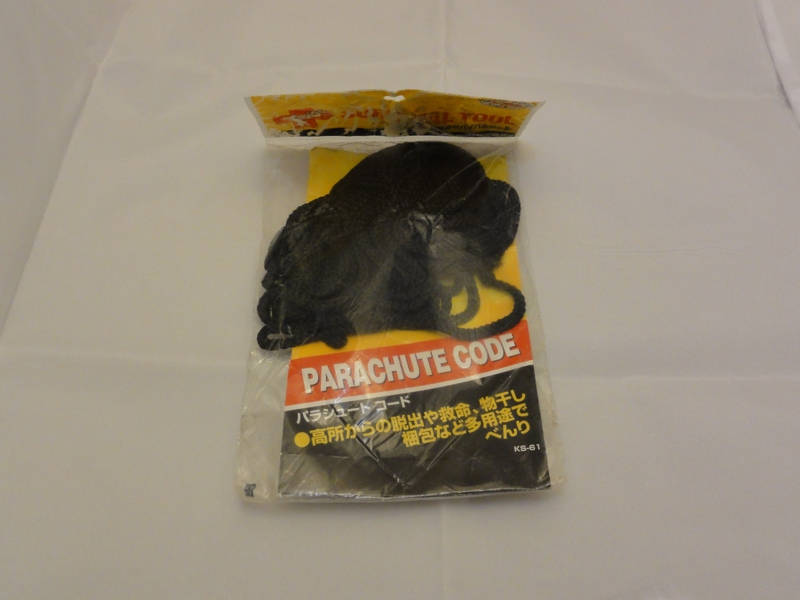 TOOL
PARACHUTE CODE
パラシュート コード
●高所からの脱出や救命、物干し
梱包など多用途で
べんり
KS-61